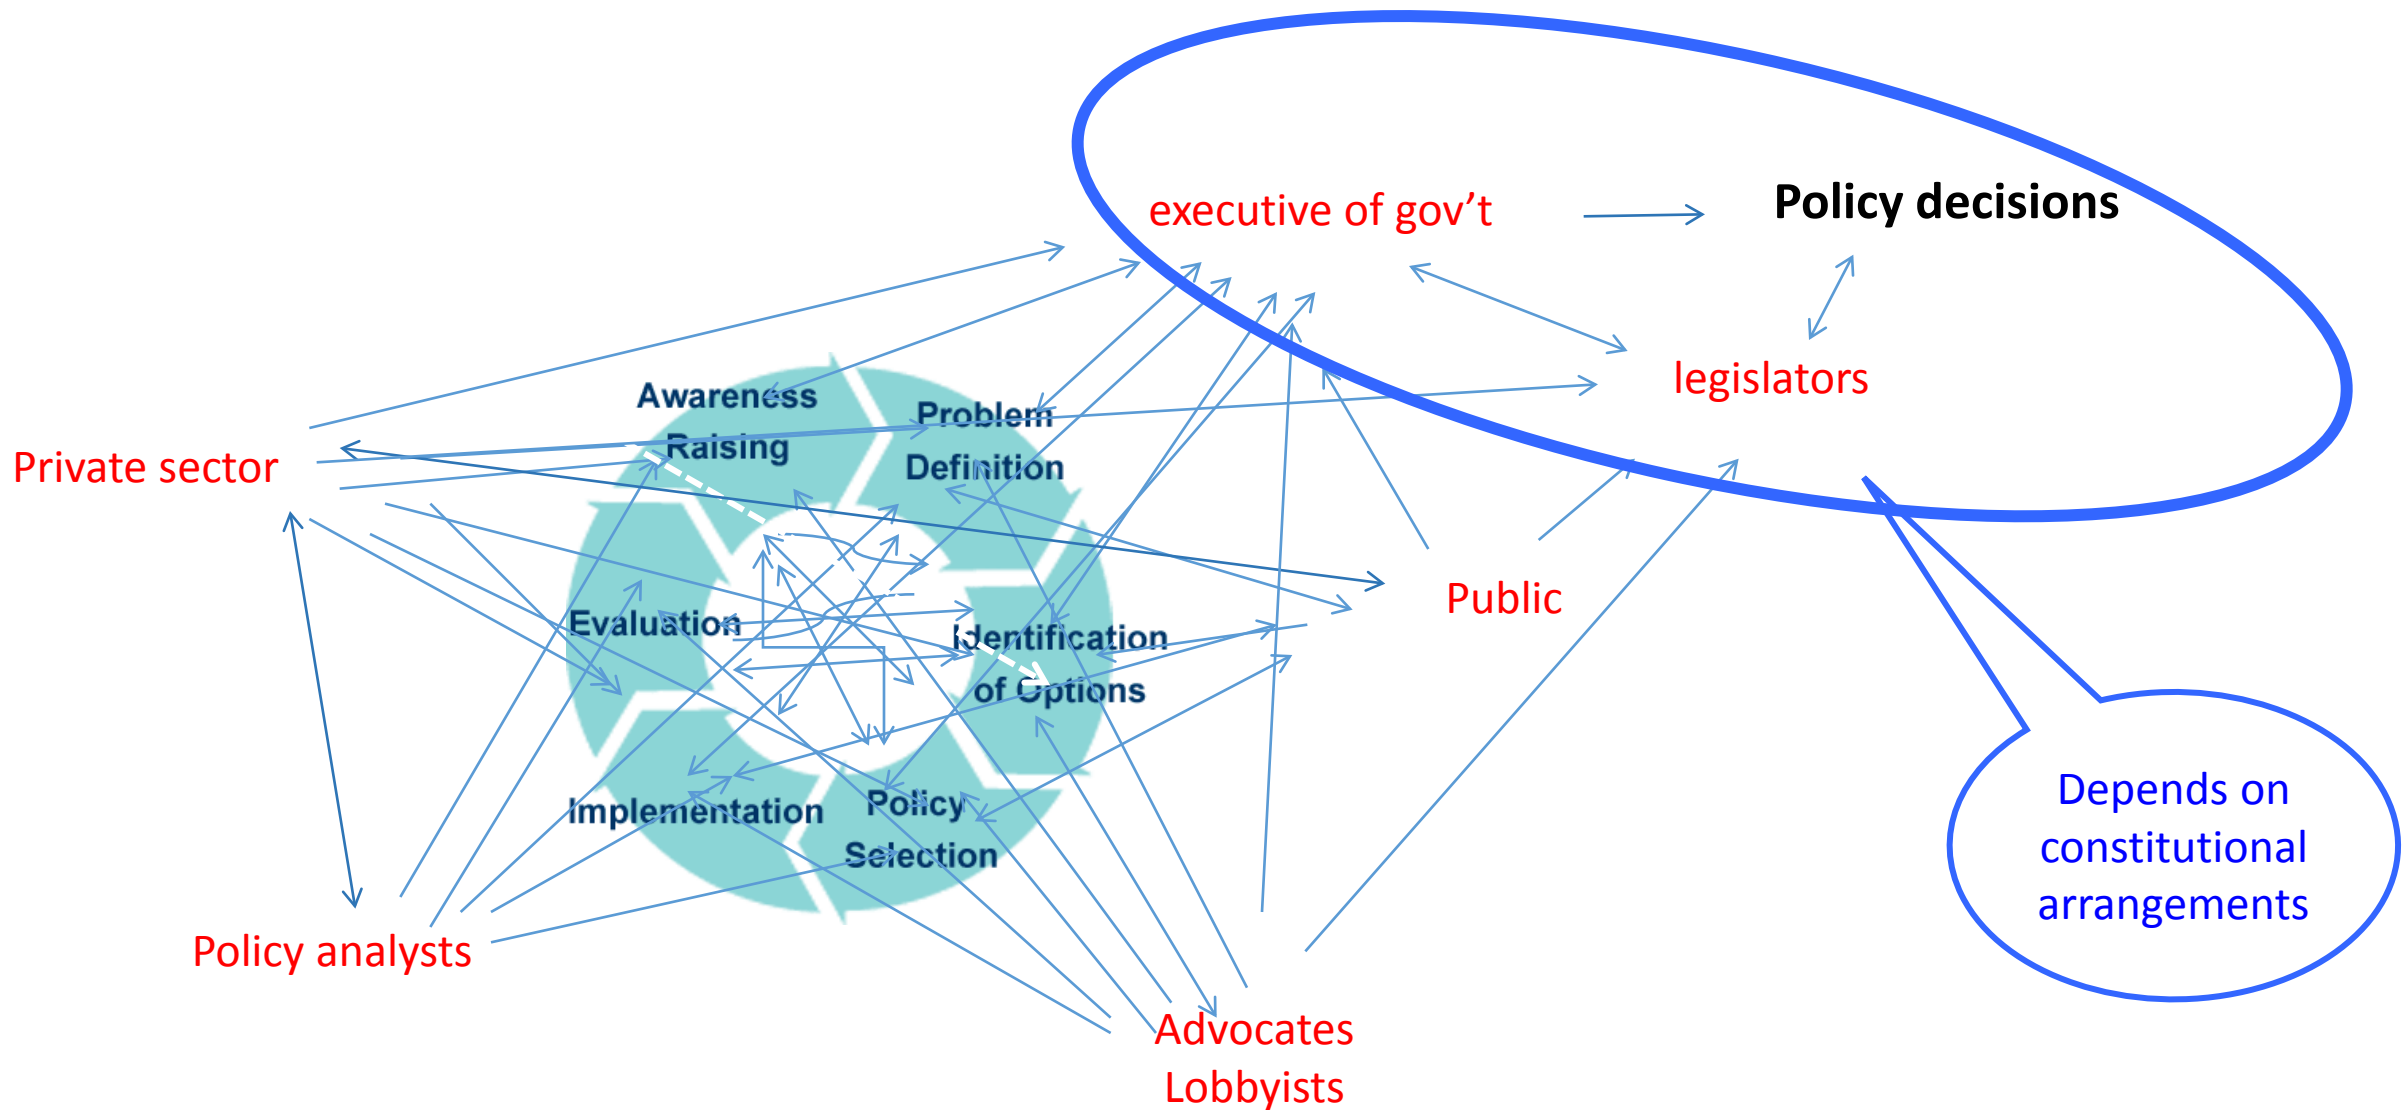 executive of gov’t
Policy decisions
legislators
Awareness
Raising
Problem
Definition
Private sector
Public
Evaluation
Identification
of Options
Implementation
Policy
Selection
Depends on
constitutional
arrangements
Policy analysts
Advocates
Lobbyists